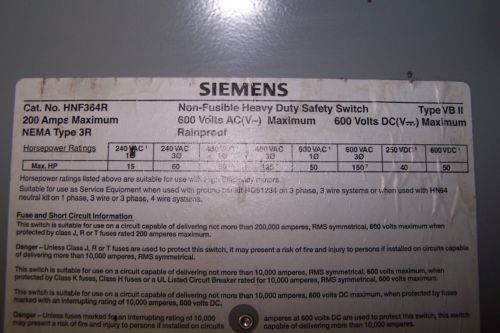 SIEMENS
Cat. No. HNF364R Non-Fusible Heavy Duty Safety Switch Type VB II
200 Amps Maximum 600 Volts AC(V~) Maximum 600 Volts DC(V⎓) Maximum
NEMA Type 3R Rainproof
Horsepower Ratings 240 VAC¹ 240 VAC 480 VAC 600 VAC¹ 600 VAC 250 VDC¹ 600 VDC¹
1Ø 3Ø 3Ø 1Ø 3Ø
Max. HP 15 60 50 150⁷ 40 50
Horsepower ratings listed above are suitable for use with High Efficiency motors.
Suitable for use as Service Equipment when used with ground bar kit HG61234 on 3 phase, 3 wire systems or when used with HN64
neutral kit on 1 phase, 3 wire or 3 phase, 4 wire systems.
Fuse and Short Circuit Information
This switch is suitable for use on a circuit capable of delivering not more than 200,000 amperes, RMS symmetrical, 600 volts maximum when
protected by class J, R or T fuses rated 200 amperes maximum.
Danger – Unless Class J, R or T fuses are used to protect this switch, it may present a risk of fire and injury to persons if installed on circuits capable
of delivering more than 10,000 amperes, RMS symmetrical.
This switch is suitable for use on a circuit capable of delivering not more than 10,000 amperes, RMS symmetrical, 600 volts maximum, when
protected by Class K fuses, Class H fuses or a UL Listed Circuit Breaker rated for 10,000 amperes, RMS symmetrical.
This switch is suitable for use on a circuit capable of delivering not more than 10,000 amperes, 600 volts DC maximum, when protected by fuses
marked with an interrupting rating of 10,000 amperes, 600 volts DC.
Danger – Unless fuses marked for an interrupting rating of 10,000 amperes at 600 volts DC are used to protect this switch, this switch
may present a risk of fire and injury to persons if installed on circuits capable of delivering more than 10,000 amperes.